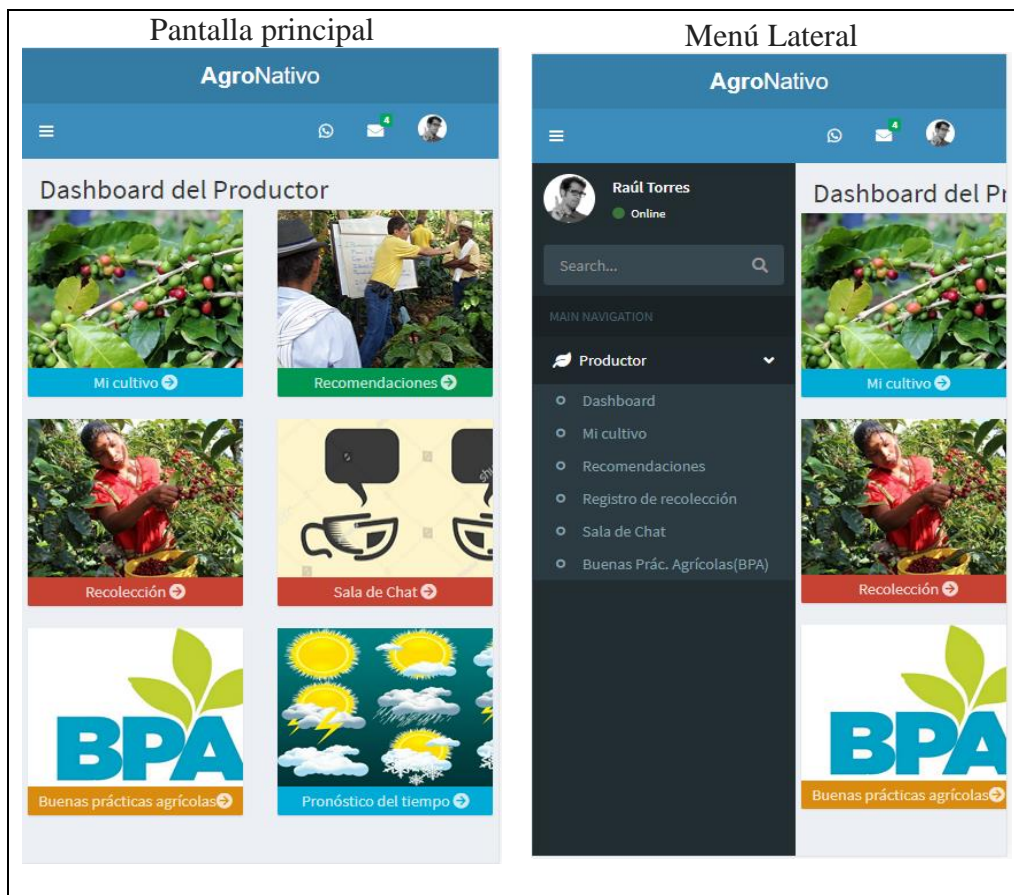 Pantalla principal
AgroNativo
4
Dashboard del Productor
Mi cultivo
Recomendaciones
Recolección
Sala de Chat
BPA
Buenas prácticas agrícolas
Pronóstico del tiempo
Menú Lateral
AgroNativo
4
Raúl Torres
Online
Search...
MAIN NAVIGATION
Productor
Dashboard
Mi cultivo
Recomendaciones
Registro de recolección
Sala de Chat
Buenas Prác. Agrícolas(BPA)
Dashboard del Pr
Mi cultivo
Recolección
BPA
Buenas prácticas agrícolas